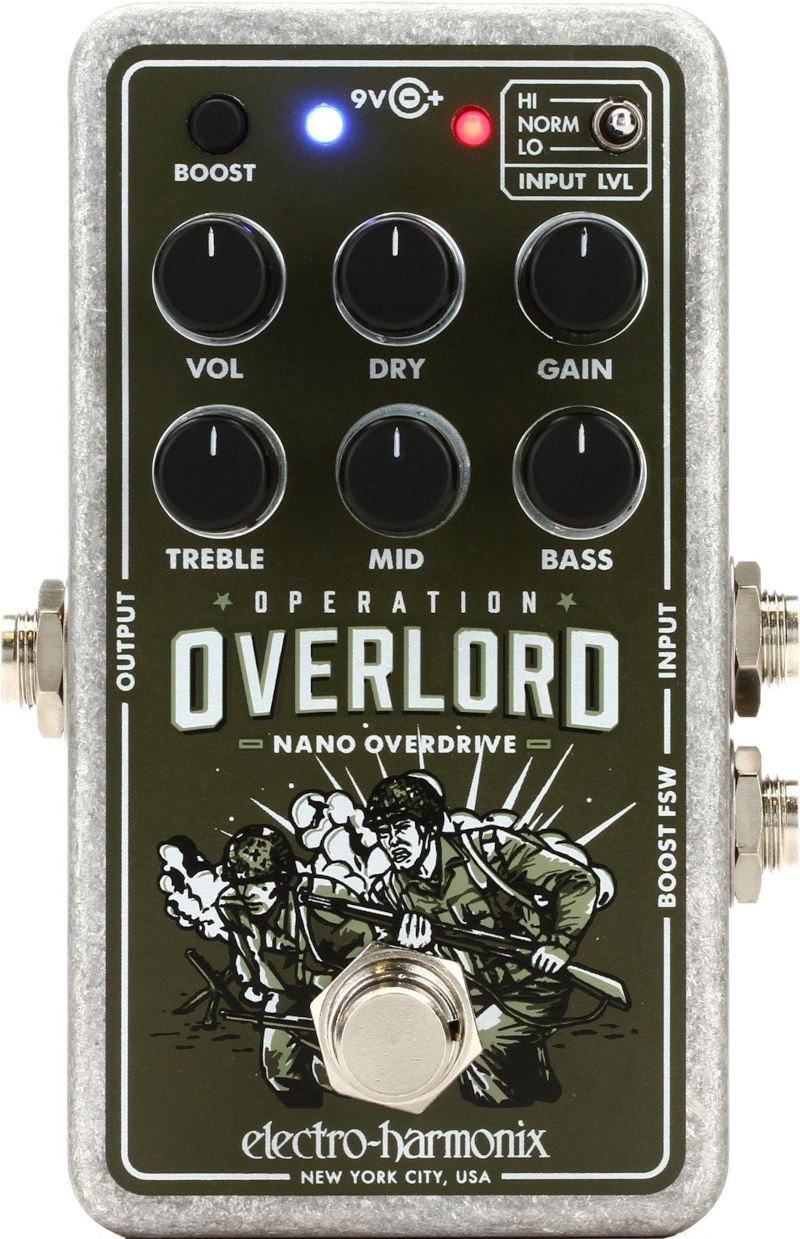 9V - +
BOOST
HI
NORM
LO
INPUT LVL
VOL
DRY
GAIN
TREBLE
MID
BASS
OPERATION
OVERLORD
NANO OVERDRIVE
OUTPUT
INPUT
BOOST FSW
electro-harmonix
NEW YORK CITY, USA